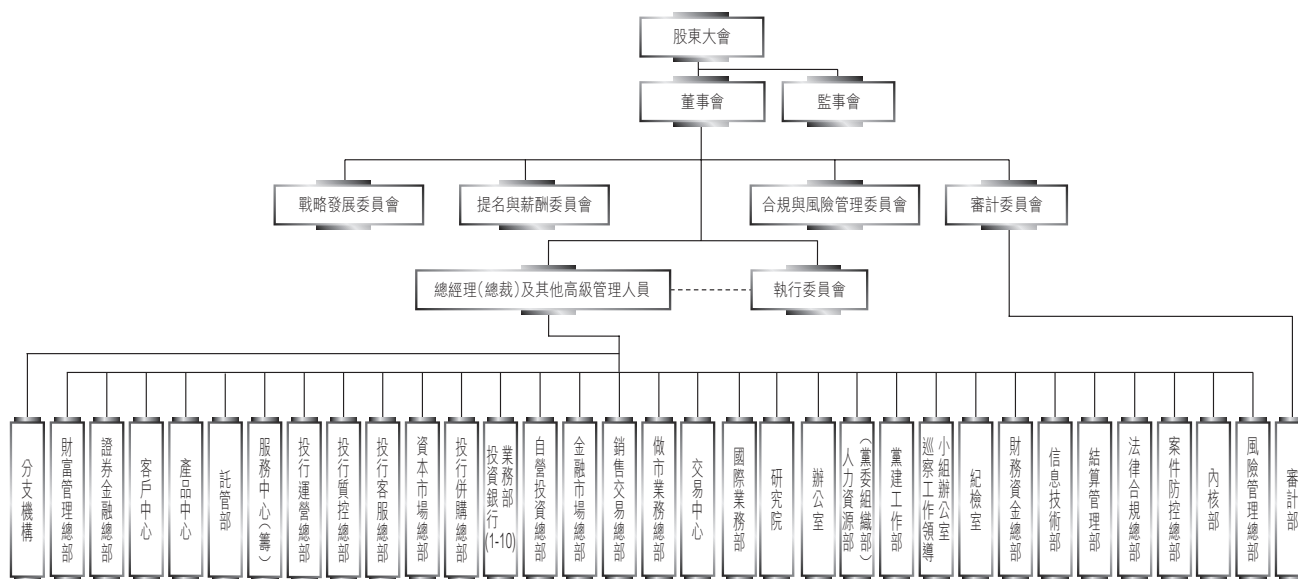 股東大會
董事會
監事會
戰略發展委員會
提名與薪酬委員會
合規與風險管理委員會
審計委員會
總經理(總裁)及其他高級管理人員
執行委員會
分支機構
財富管理總部
證券金融總部
客戶中心
產品中心
託管部
服務中心(籌)
投行運營總部
投行質控總部
投行客服總部
資本市場總部
投行併購總部
投資銀行(1-10)
業務部
自營投資總部
金融市場總部
銷售交易總部
做市業務總部
交易中心
國際業務部
研究院
辦公室
人力資源部
(黨委組織部)
黨建工作部
巡察工作領導
小組辦公室
紀檢室
財務資金總部
信息技術部
結算管理部
法律合規總部
案件防控總部
內核部
風險管理總部
審計部